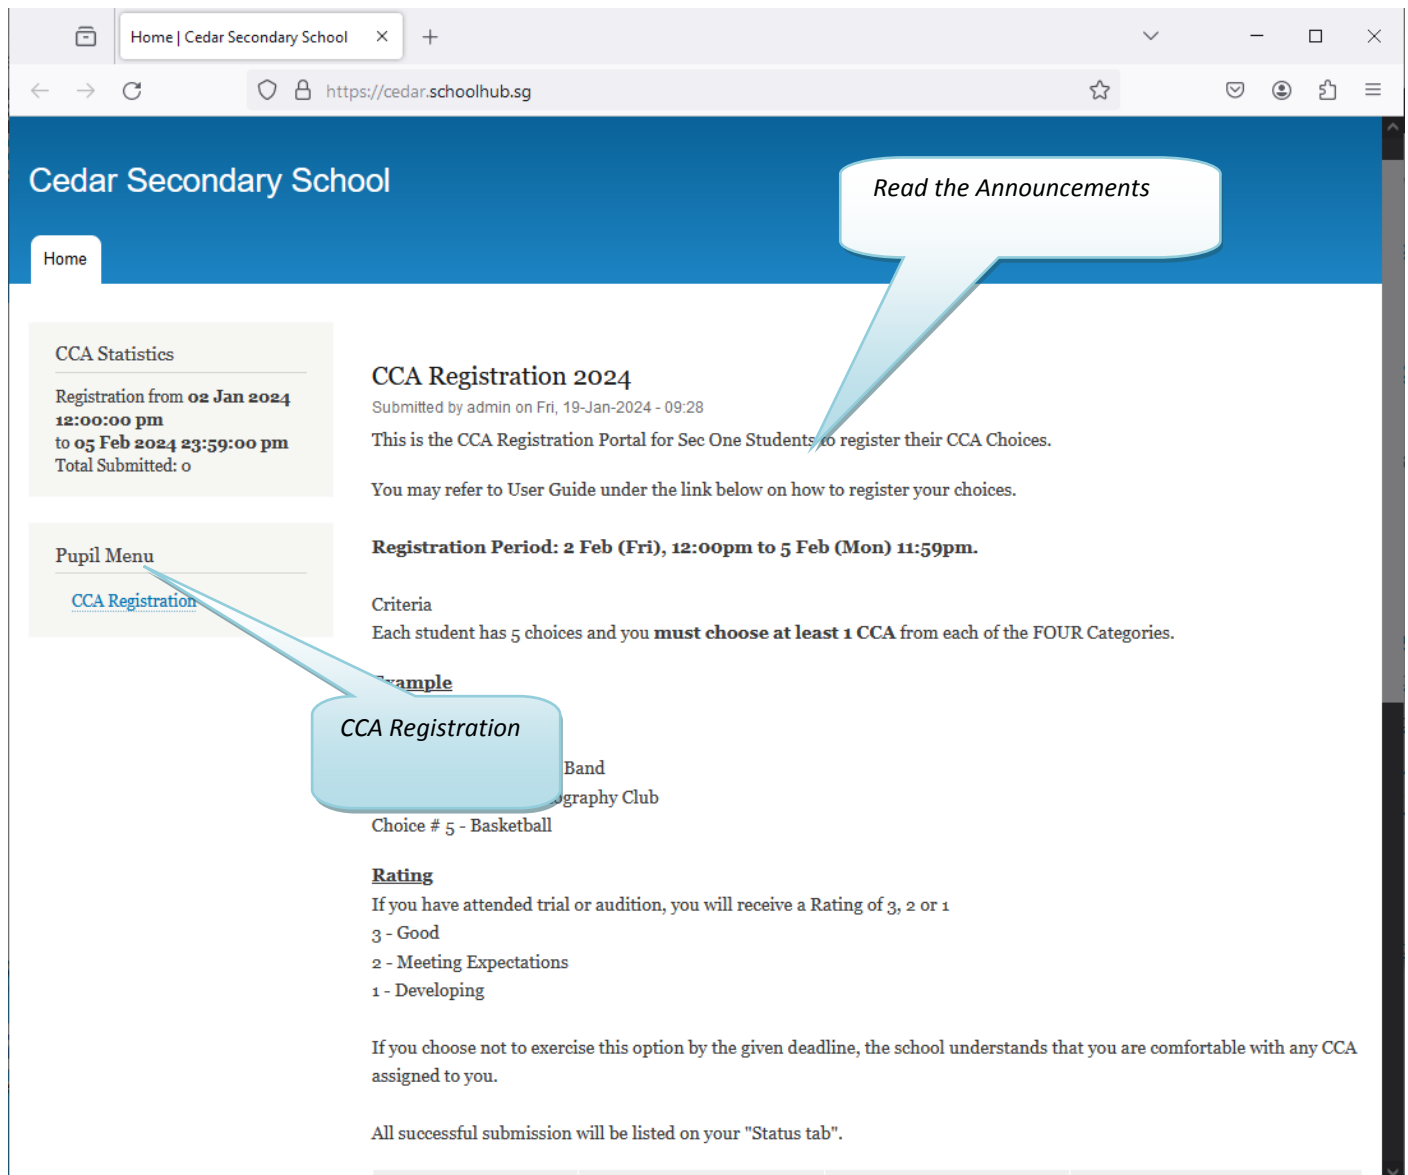 Home | Cedar Secondary School
https://cedar.schoolhub.sg
Cedar Secondary School
Read the Announcements
Home
CCA Statistics
Registration from 02 Jan 2024
12:00:00 pm
to 05 Feb 2024 23:59:00 pm
Total Submitted: 0
Pupil Menu
CCA Registration
CCA Registration
CCA Registration 2024
Submitted by admin on Fri, 19-Jan-2024 - 09:28
This is the CCA Registration Portal for Sec One Students to register their CCA Choices.
You may refer to User Guide under the link below on how to register your choices.
Registration Period: 2 Feb (Fri), 12:00pm to 5 Feb (Mon) 11:59pm.
Criteria
Each student has 5 choices and you must choose at least 1 CCA from each of the FOUR Categories.
Example
Band
Club
Choice # 5 - Basketball
Rating
If you have attended trial or audition, you will receive a Rating of 3, 2 or 1
3 - Good
2 - Meeting Expectations
1 - Developing
If you choose not to exercise this option by the given deadline, the school understands that you are comfortable with any CCA
assigned to you.
All successful submission will be listed on your "Status tab".